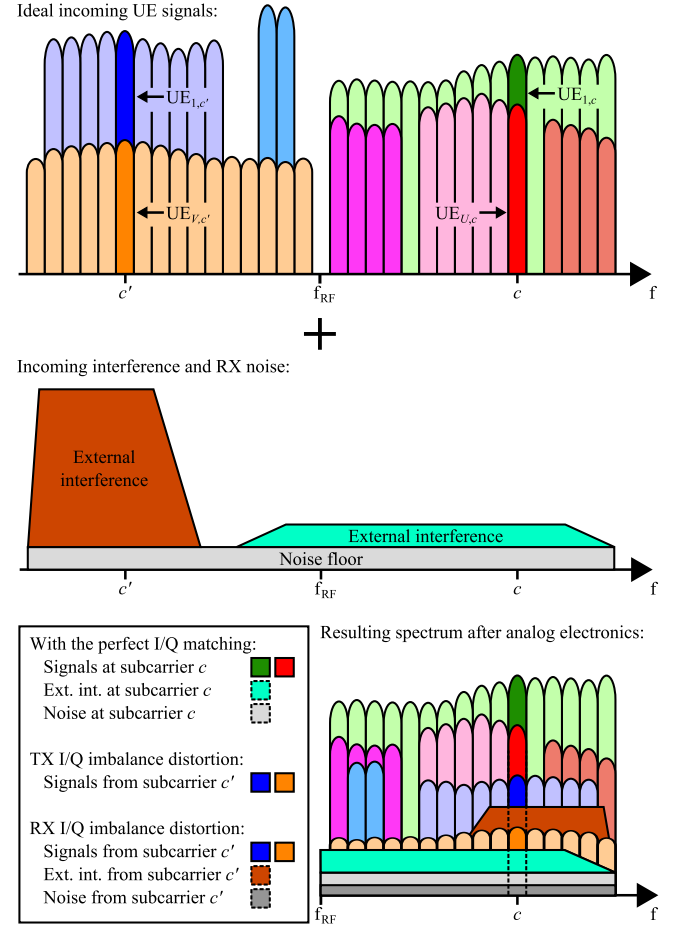 Ideal incoming UE signals:
UE1,c′
UE1,c
UEV,c′
UEU,c
c′
fRF
c
f
+
Incoming interference and RX noise:
External
interference
External interference
Noise floor
c′
fRF
c
f
With the perfect I/Q matching:
Signals at subcarrier c
Ext. int. at subcarrier c
Noise at subcarrier c
TX I/Q imbalance distortion:
Signals from subcarrier c′
RX I/Q imbalance distortion:
Signals from subcarrier c′
Ext. int. from subcarrier c′
Noise from subcarrier c′
Resulting spectrum after analog electronics:
fRF
c
f